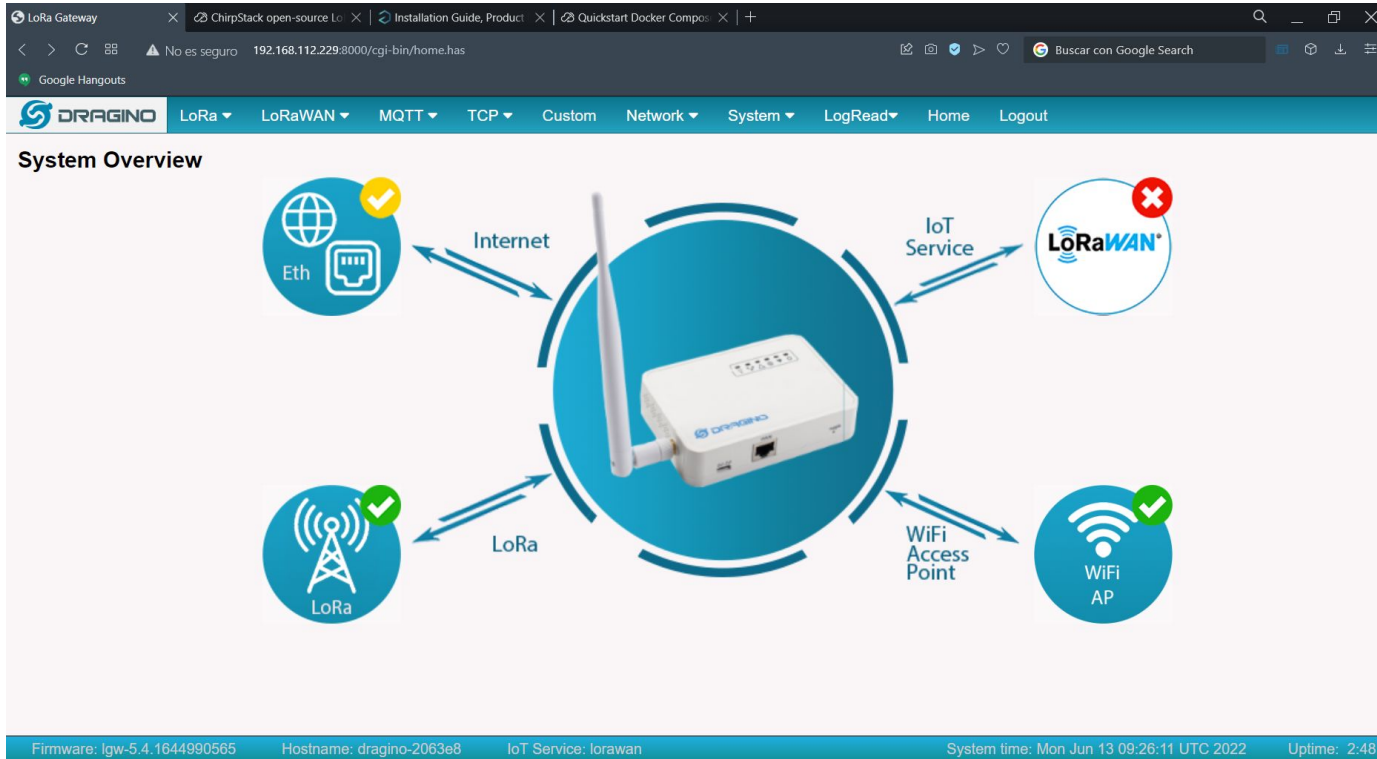 LoRa Gateway
ChirpStack open-source Lo
Installation Guide, Product
Quickstart Docker Compos
No es seguro 192.168.112.229:8000/cgi-bin/home.has
Buscar con Google Search
Google Hangouts
DRAGINO LoRa LoRaWAN MQTT TCP Custom Network System LogRead Home Logout
System Overview
Eth
Internet
IoT
Service
LoRaWAN
DRAGINO
LoRa
LoRa
WiFi
Access
Point
WiFi
AP
Firmware: lgw-5.4.1644990565 Hostname: dragino-2063e8 IoT Service: lorawan System time: Mon Jun 13 09:26:11 UTC 2022 Uptime: 2:48